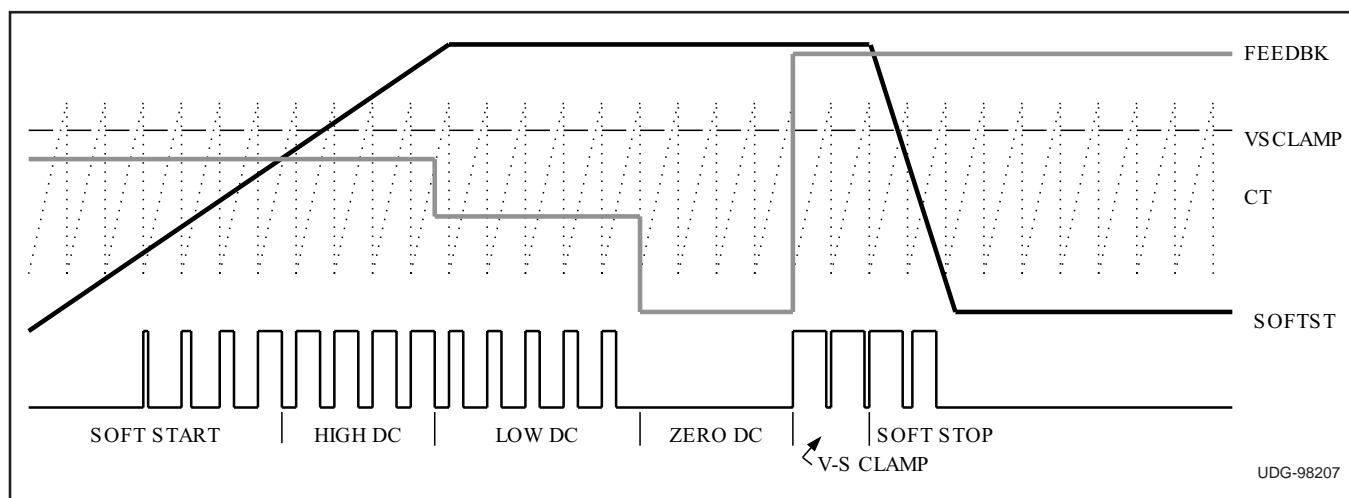 FEEDBK
VSCLAMP
CT
SOFTST
SOFT START
HIGH DC
LOW DC
ZERO DC
SOFT STOP
V-S CLAMP
UDG-98207